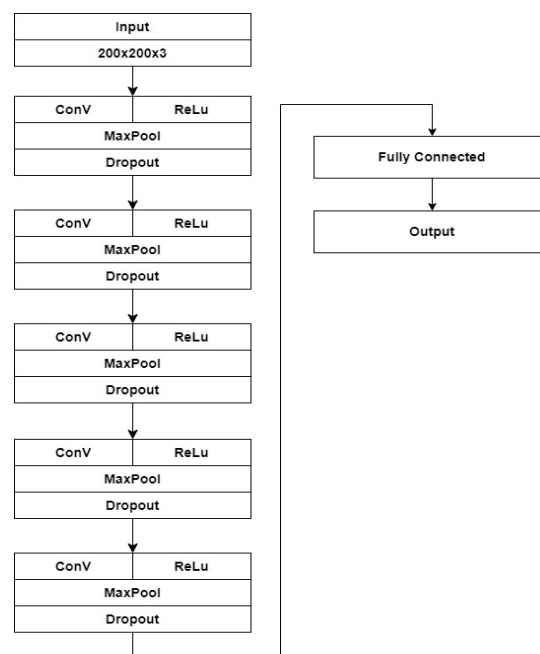 Input
200x200x3
ConV ReLu
MaxPool
Dropout
ConV ReLu
MaxPool
Dropout
ConV ReLu
MaxPool
Dropout
ConV ReLu
MaxPool
Dropout
ConV ReLu
MaxPool
Dropout
Fully Connected
Output